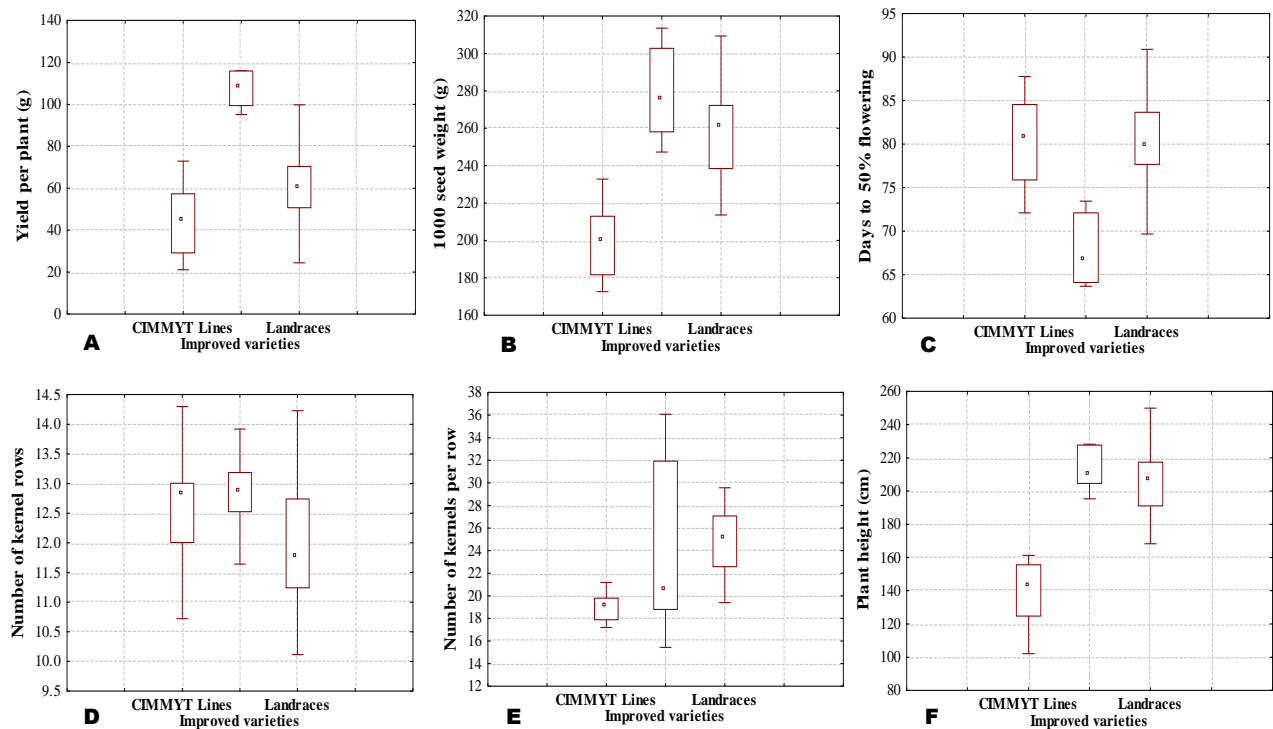 Yield per plant (g)
140
120
100
80
60
40
20
0
CIMMYT Lines
Landraces
Improved varieties
A
1000 seed weight (g)
320
300
280
260
240
220
200
180
160
CIMMYT Lines
Landraces
Improved varieties
B
Days to 50% flowering
95
90
85
80
75
70
65
60
CIMMYT Lines
Landraces
Improved varieties
C
Number of kernel rows
14.5
14.0
13.5
13.0
12.5
12.0
11.5
11.0
10.5
10.0
9.5
CIMMYT Lines
Landraces
Improved varieties
D
Number of kernels per row
38
36
34
32
30
28
26
24
22
20
18
16
14
12
CIMMYT Lines
Landraces
Improved varieties
E
Plant height (cm)
260
240
220
200
180
160
140
120
100
80
CIMMYT Lines
Landraces
Improved varieties
F